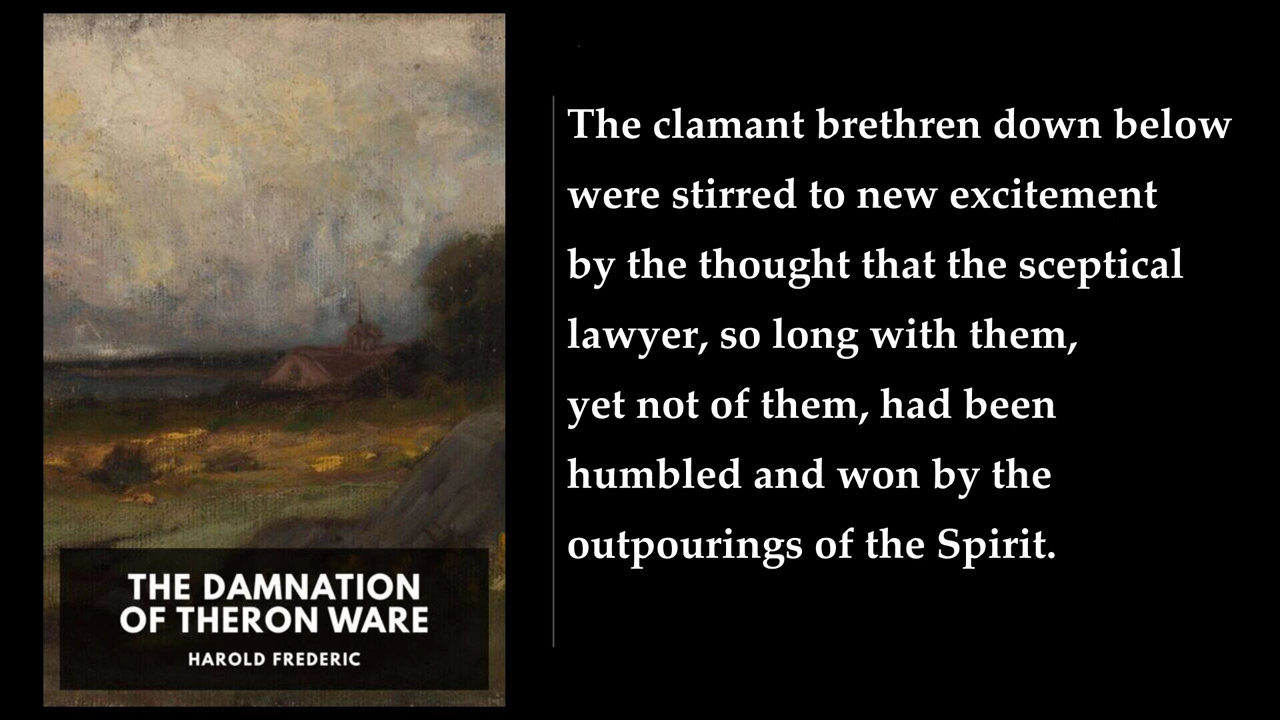 The clamant brethren down below
were stirred to new excitement
by the thought that the sceptical
lawyer, so long with them,
yet not of them, had been
humbled and won by the
outpourings of the Spirit.
THE DAMNATION
OF THERON WARE
HAROLD FREDERIC